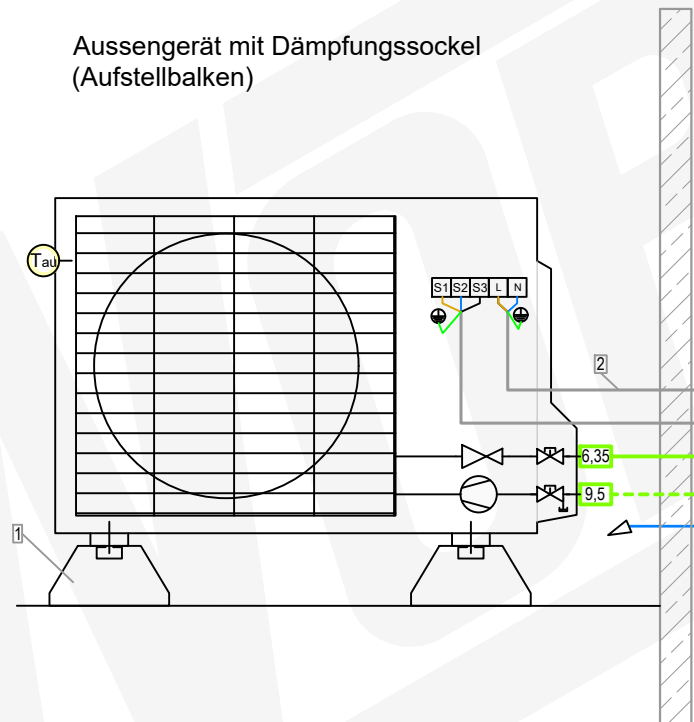 Aussengerät mit Dämpfungssockel
(Aufstellbalken)
Tau
S1 S2 S3 L N
2
6,35
9,5
1